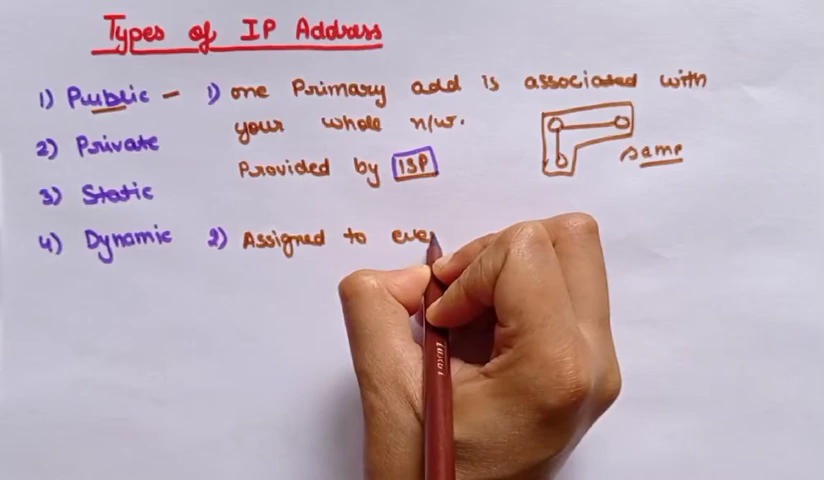 Types of IP Address
1) Public - 1) one Primary add is associated with
your whole n/w.
2) Private
Provided by ISP
same
3) Static
4) Dynamic 2) Assigned to eve